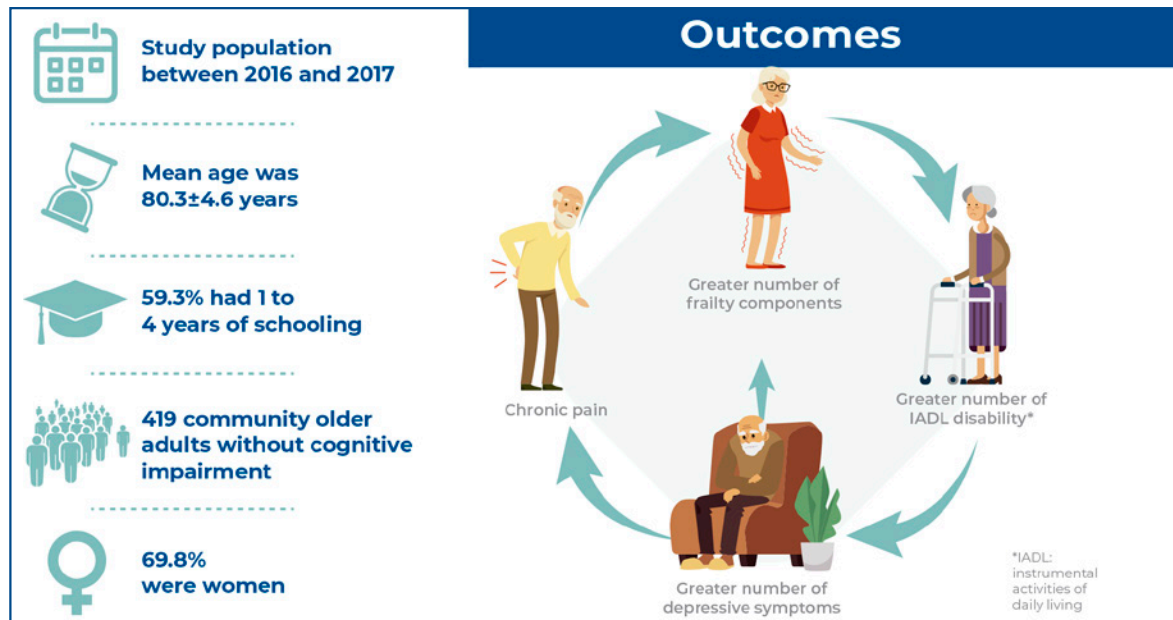 Study population
between 2016 and 2017
Mean age was
80.3±4.6 years
59.3% had 1 to
4 years of schooling
419 community older
adults without cognitive
impairment
69.8%
were women
Outcomes
Greater number of
frailty components
Chronic pain
Greater number of
IADL disability*
Greater number of
depressive symptoms
*IADL:
instrumental
activities of
daily living